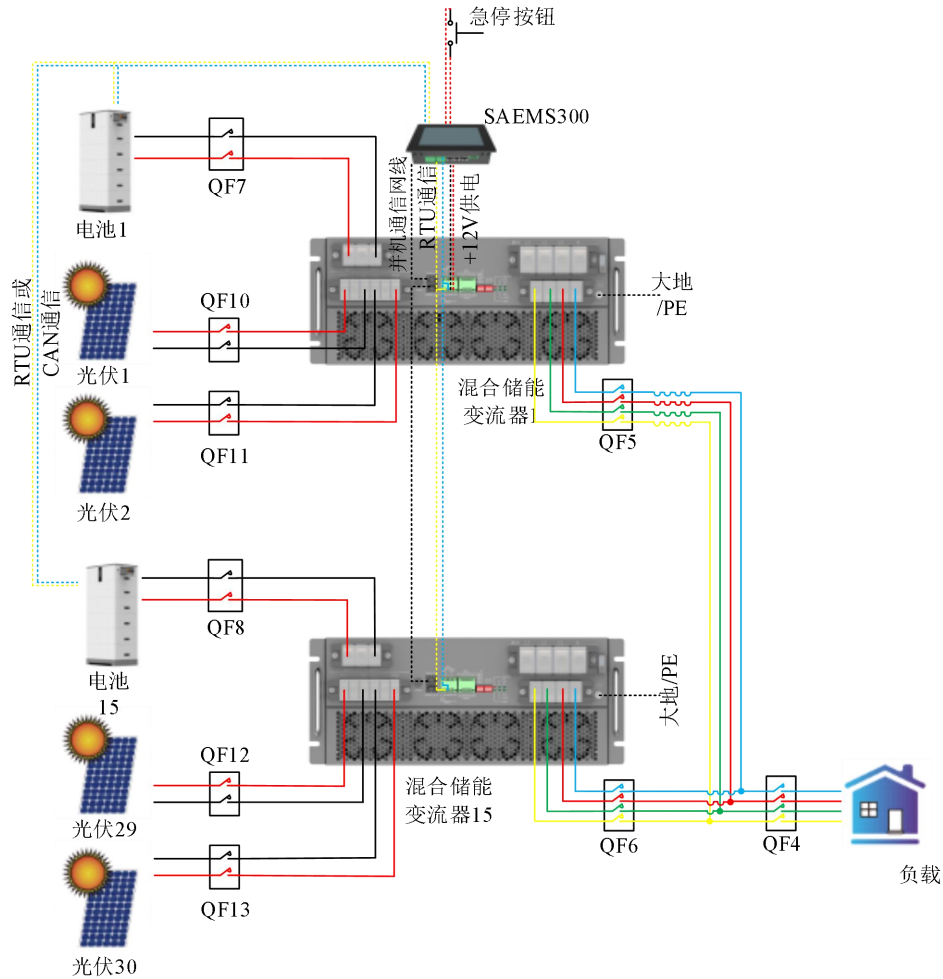 急停按钮
SAEMS300
QF7
电池1
并机通信网线
RTU通信
+12V供电
RTU通信或
CAN通信
QF10
光伏1
大地
/PE
混合储能
变流器1
QF5
QF11
光伏2
QF8
电池
15
大地/PE
QF12
光伏29
混合储能
变流器15
QF6
QF4
负载
QF13
光伏30